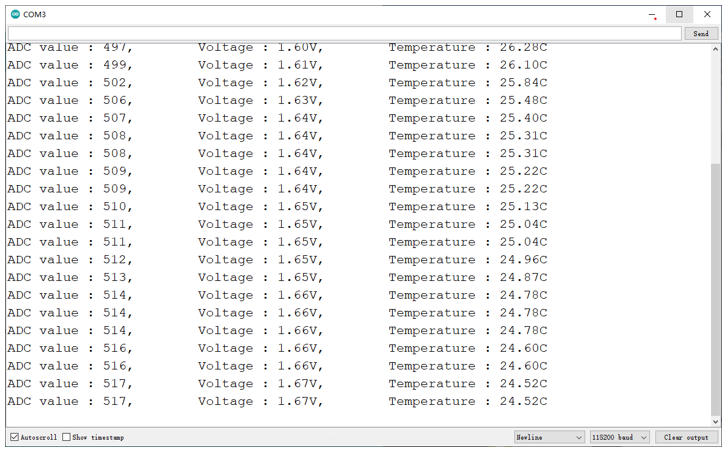 COM3
Send
ADC value : 497, Voltage : 1.60V, Temperature : 26.28C
ADC value : 499, Voltage : 1.61V, Temperature : 26.10C
ADC value : 502, Voltage : 1.62V, Temperature : 25.84C
ADC value : 506, Voltage : 1.63V, Temperature : 25.48C
ADC value : 507, Voltage : 1.64V, Temperature : 25.40C
ADC value : 508, Voltage : 1.64V, Temperature : 25.31C
ADC value : 508, Voltage : 1.64V, Temperature : 25.31C
ADC value : 509, Voltage : 1.64V, Temperature : 25.22C
ADC value : 509, Voltage : 1.64V, Temperature : 25.22C
ADC value : 510, Voltage : 1.65V, Temperature : 25.13C
ADC value : 511, Voltage : 1.65V, Temperature : 25.04C
ADC value : 511, Voltage : 1.65V, Temperature : 25.04C
ADC value : 512, Voltage : 1.65V, Temperature : 24.96C
ADC value : 513, Voltage : 1.65V, Temperature : 24.87C
ADC value : 514, Voltage : 1.66V, Temperature : 24.78C
ADC value : 514, Voltage : 1.66V, Temperature : 24.78C
ADC value : 514, Voltage : 1.66V, Temperature : 24.78C
ADC value : 516, Voltage : 1.66V, Temperature : 24.60C
ADC value : 516, Voltage : 1.66V, Temperature : 24.60C
ADC value : 517, Voltage : 1.67V, Temperature : 24.52C
ADC value : 517, Voltage : 1.67V, Temperature : 24.52C
Autoscroll Show timestamp Newline 115200 baud Clear output